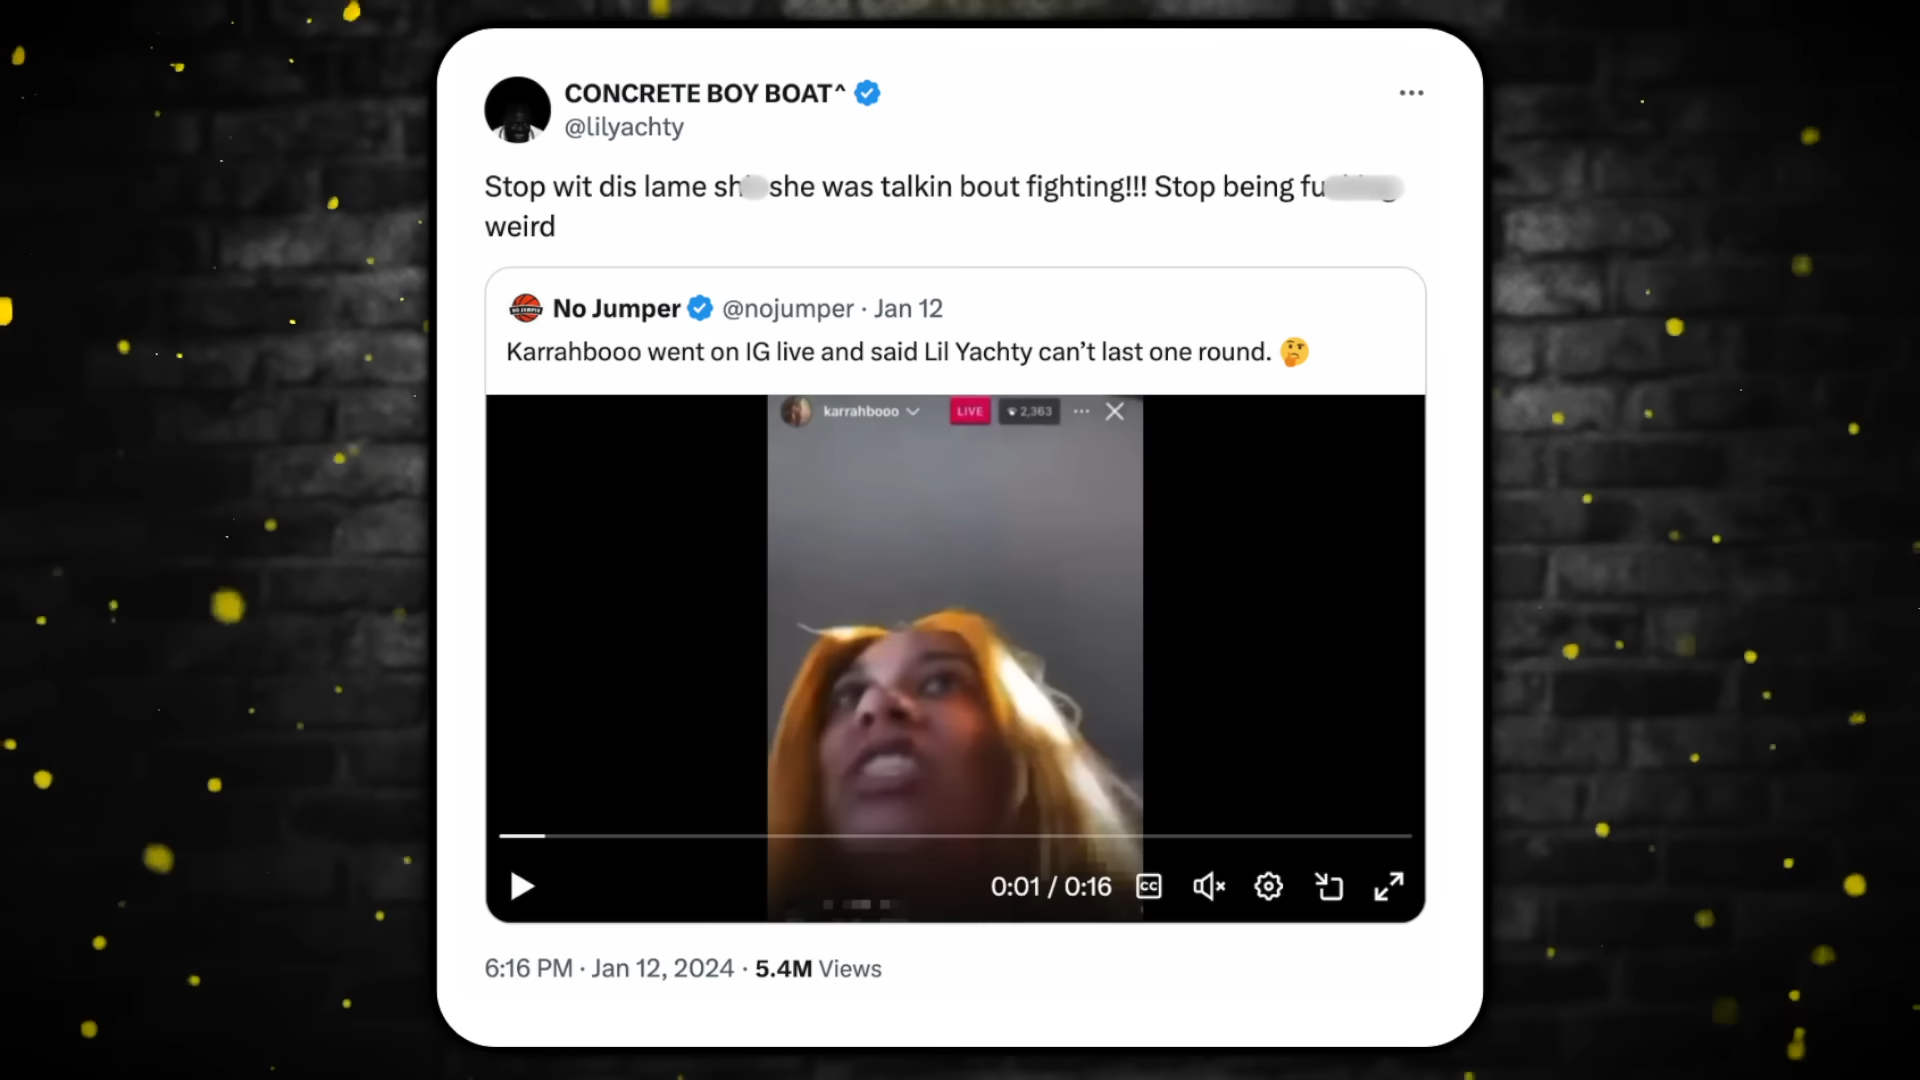 CONCRETE BOY BOAT^
@lilyachty
Stop wit dis lame sh she was talkin bout fighting!!! Stop being fu
weird
No Jumper @nojumper · Jan 12
Karrahbooo went on IG live and said Lil Yachty can’t last one round. 🤔
karrahbooo LIVE 2,363
0:01 / 0:16 CC
6:16 PM · Jan 12, 2024 · 5.4M Views